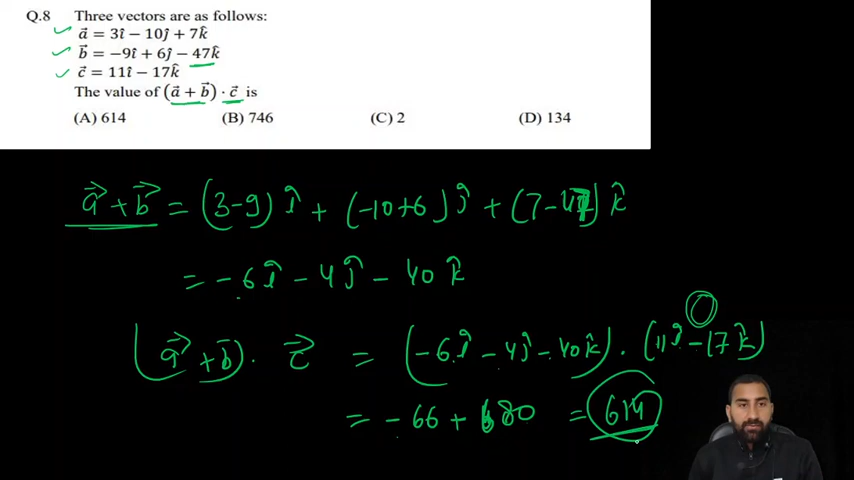 Q.8 Three vectors are as follows:
a⃗ = 3î − 10ĵ + 7k̂
b⃗ = −9î + 6ĵ − 47k̂
c⃗ = 11î − 17k̂
The value of (a⃗ + b⃗) · c⃗ is
(A) 614 (B) 746 (C) 2 (D) 134
a⃗ + b⃗ = (3-9) î + (-10+6) ĵ + (7-47) k̂
= -6î - 4ĵ - 40k̂
(a⃗ + b⃗) · c⃗ = (-6î - 4ĵ - 40k̂) · (11î - 17k̂)
0
= -66 + 680 = 614